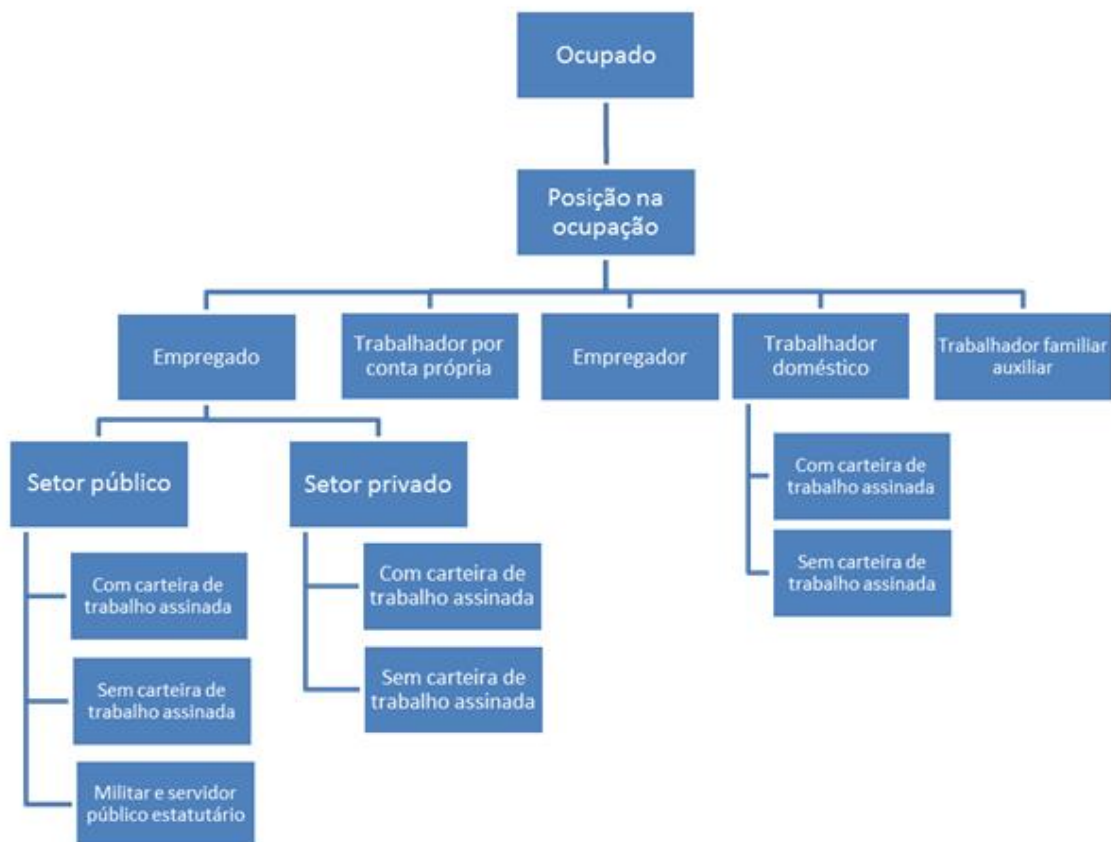 Ocupado
Posição na
ocupação
Empregado
Trabalhador por
conta própria
Empregador
Trabalhador
doméstico
Trabalhador familiar
auxiliar
Setor público
Setor privado
Com carteira de
trabalho assinada
Sem carteira de
trabalho assinada
Com carteira de
trabalho assinada
Sem carteira de
trabalho assinada
Militar e servidor
público estatutário
Com carteira de
trabalho assinada
Sem carteira de
trabalho assinada